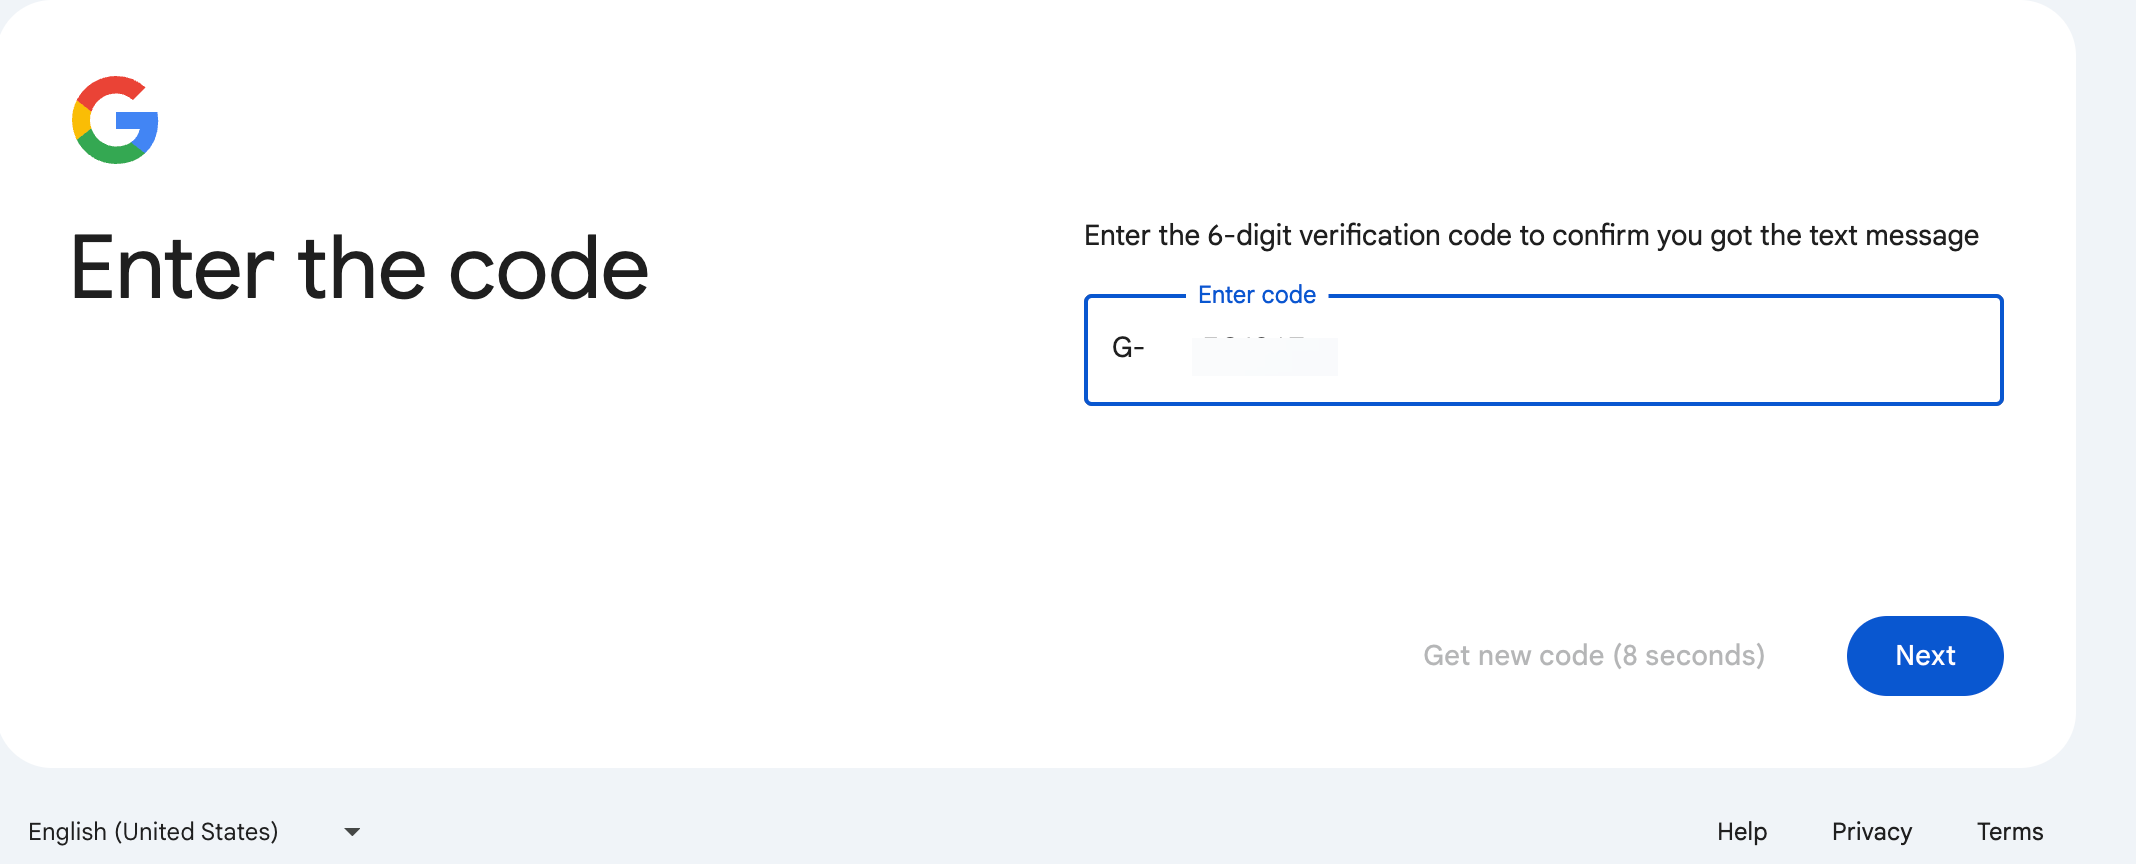 Enter the code
Enter the 6-digit verification code to confirm you got the text message
Enter code
G-
Get new code (8 seconds)
Next
English (United States)
Help
Privacy
Terms